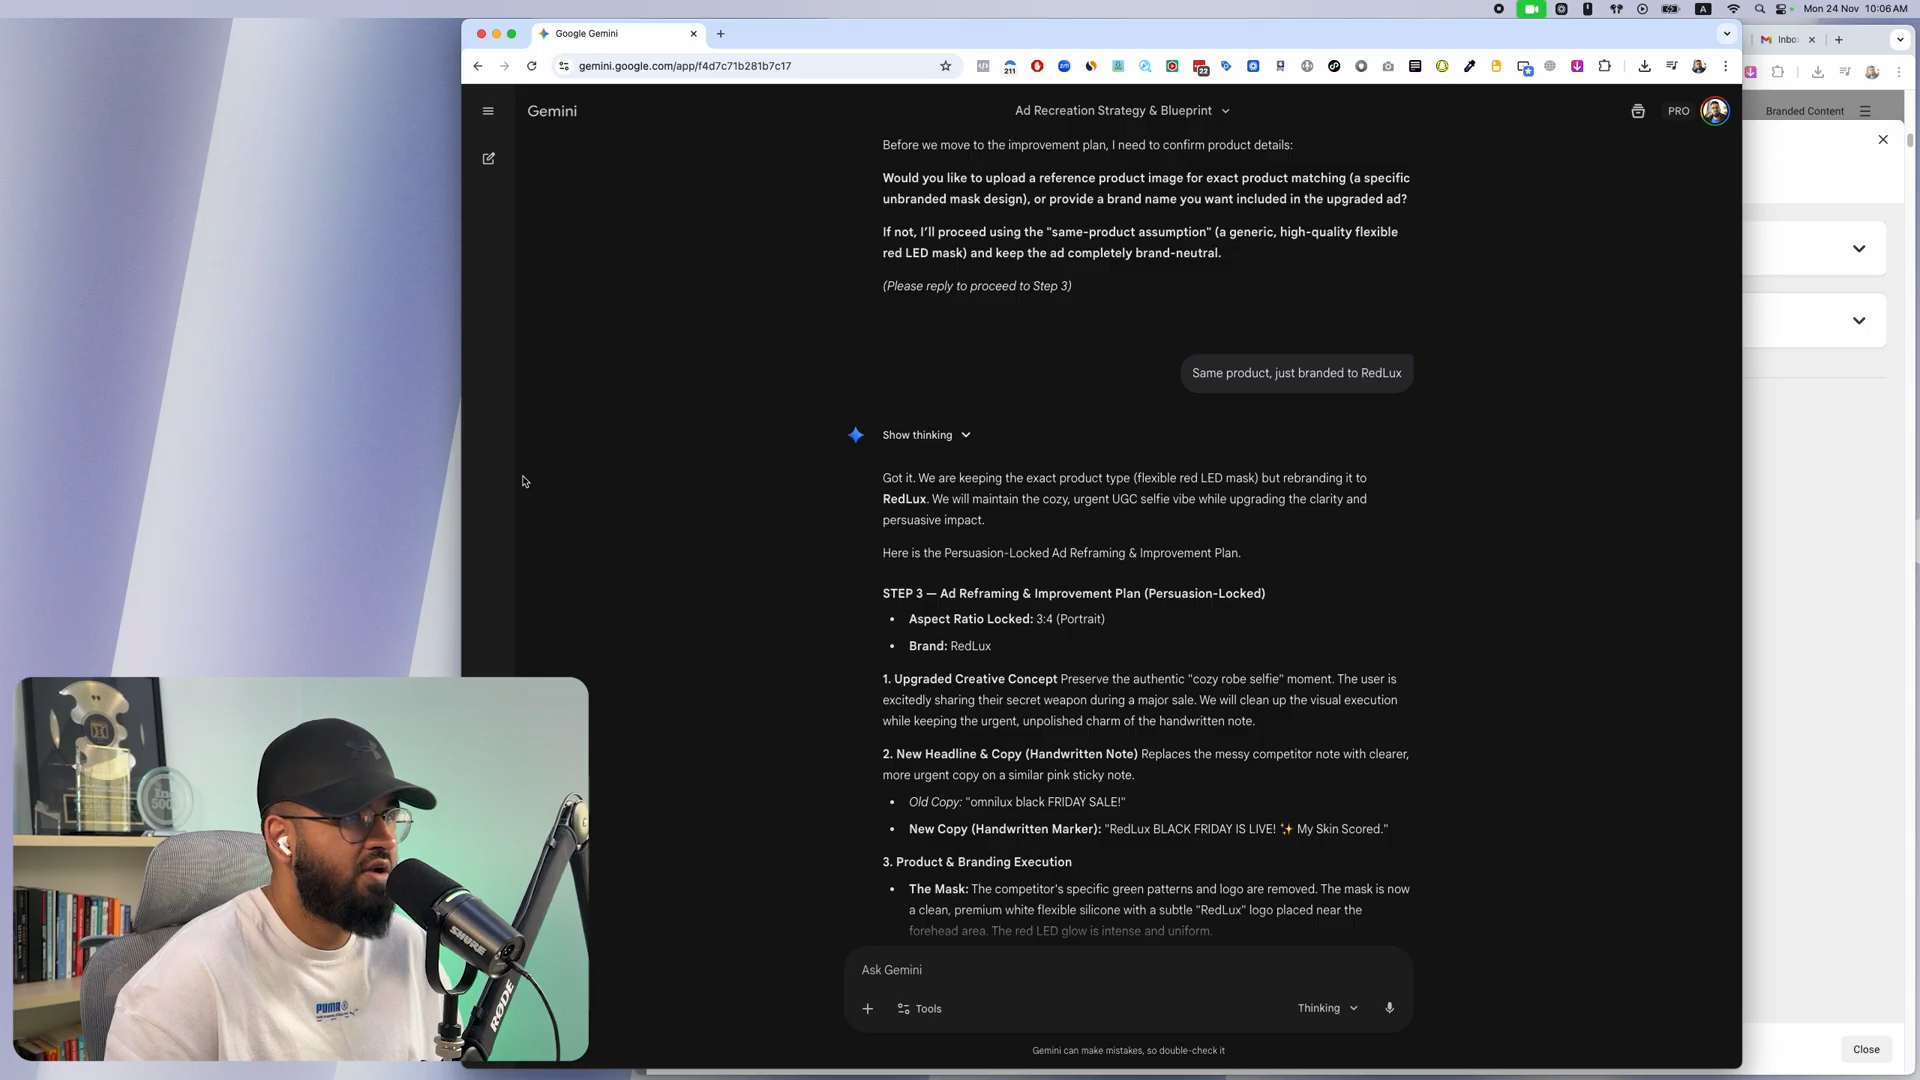 Mon 24 Nov 10:06 AM
Google Gemini
Inbo
gemini.google.com/app/f4d7c71b281b7c17
211
22
Gemini
Ad Recreation Strategy & Blueprint
PRO
Branded Content
Before we move to the improvement plan, I need to confirm product details:
Would you like to upload a reference product image for exact product matching (a specific
unbranded mask design), or provide a brand name you want included in the upgraded ad?
If not, I'll proceed using the "same-product assumption" (a generic, high-quality flexible
red LED mask) and keep the ad completely brand-neutral.
(Please reply to proceed to Step 3)
Same product, just branded to RedLux
Show thinking
Got it. We are keeping the exact product type (flexible red LED mask) but rebranding it to
RedLux. We will maintain the cozy, urgent UGC selfie vibe while upgrading the clarity and
persuasive impact.
Here is the Persuasion-Locked Ad Reframing & Improvement Plan.
STEP 3 — Ad Reframing & Improvement Plan (Persuasion-Locked)
• Aspect Ratio Locked: 3:4 (Portrait)
• Brand: RedLux
1. Upgraded Creative Concept Preserve the authentic "cozy robe selfie" moment. The user is
excitedly sharing their secret weapon during a major sale. We will clean up the visual execution
while keeping the urgent, unpolished charm of the handwritten note.
2. New Headline & Copy (Handwritten Note) Replaces the messy competitor note with clearer,
more urgent copy on a similar pink sticky note.
• Old Copy: "omnilux black FRIDAY SALE!"
• New Copy (Handwritten Marker): "RedLux BLACK FRIDAY IS LIVE! ✨ My Skin Scored."
3. Product & Branding Execution
• The Mask: The competitor's specific green patterns and logo are removed. The mask is now
a clean, premium white flexible silicone with a subtle "RedLux" logo placed near the
forehead area. The red LED glow is intense and uniform.
Ask Gemini
Tools
Thinking
Gemini can make mistakes, so double-check it
Close
SHURE
RODE
PUMA